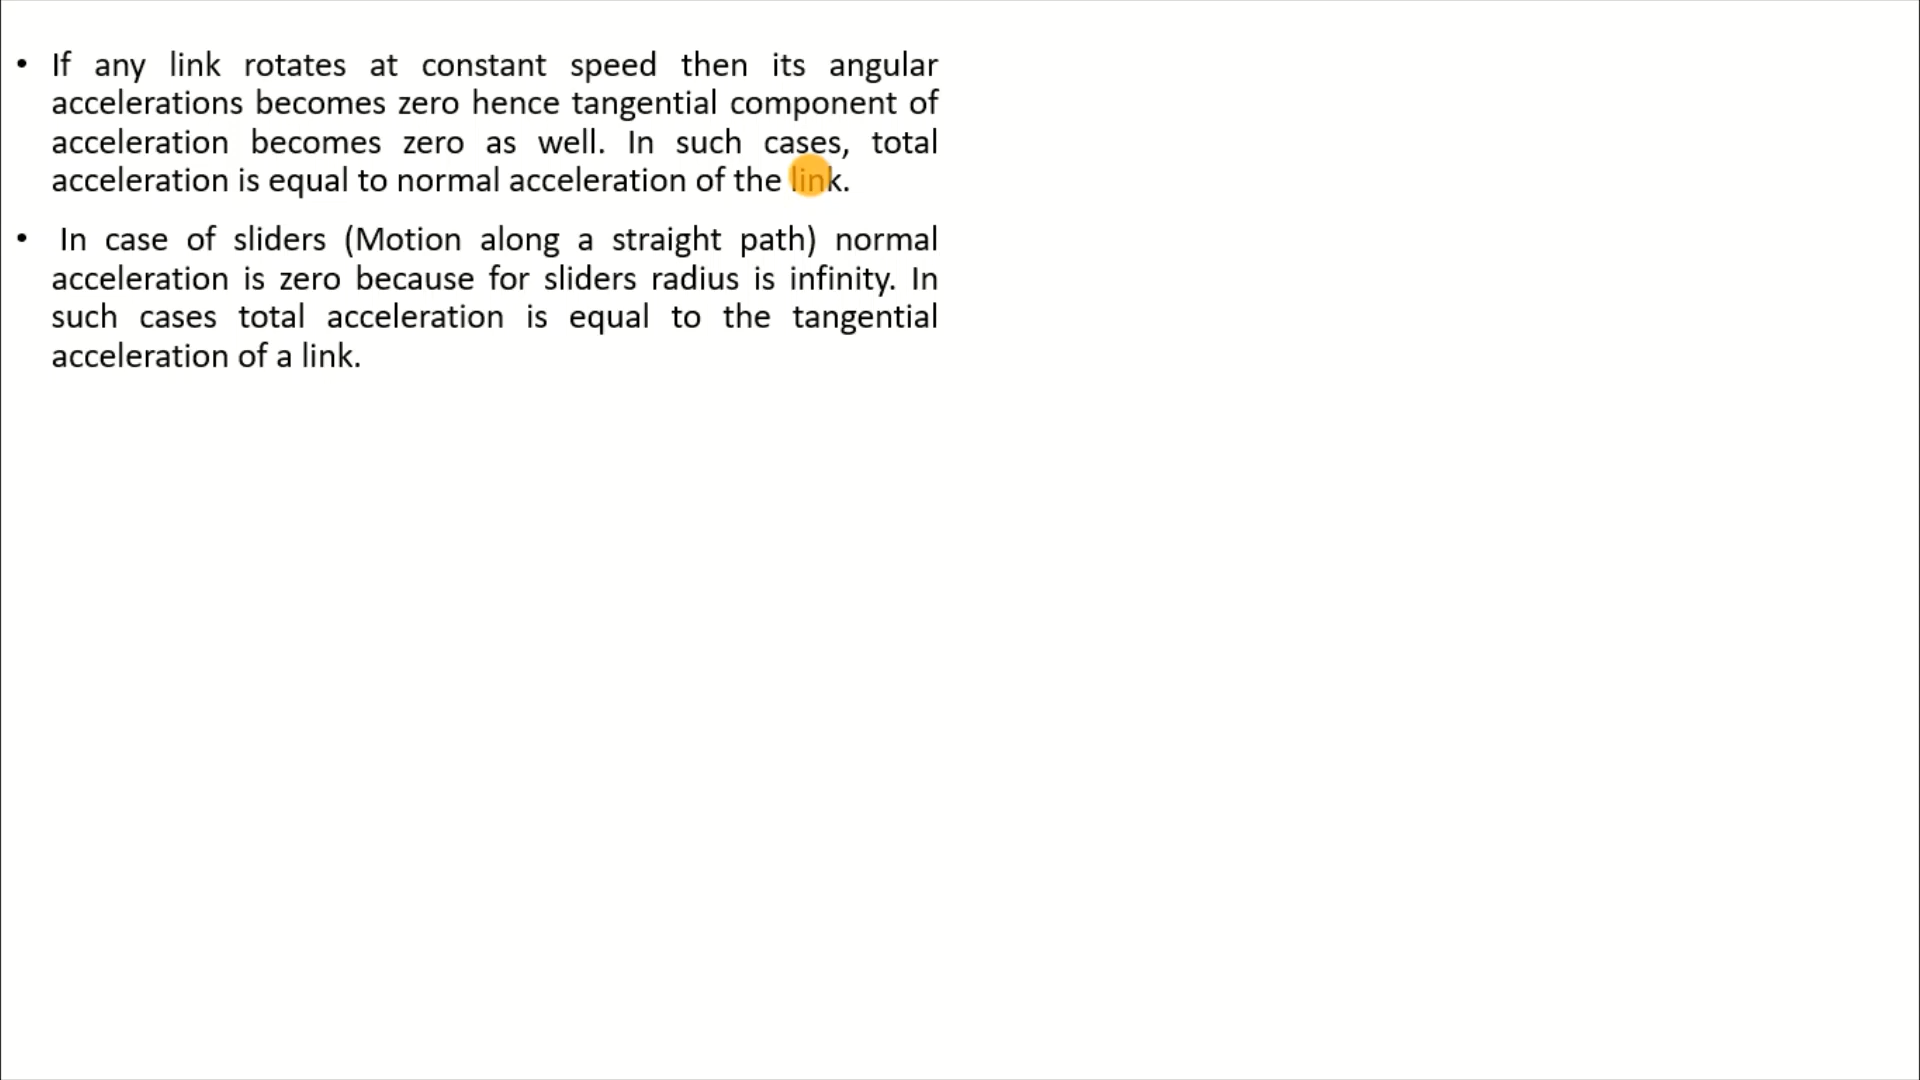 • If any link rotates at constant speed then its angular
accelerations becomes zero hence tangential component of
acceleration becomes zero as well. In such cases, total
acceleration is equal to normal acceleration of the link.
• In case of sliders (Motion along a straight path) normal
acceleration is zero because for sliders radius is infinity. In
such cases total acceleration is equal to the tangential
acceleration of a link.